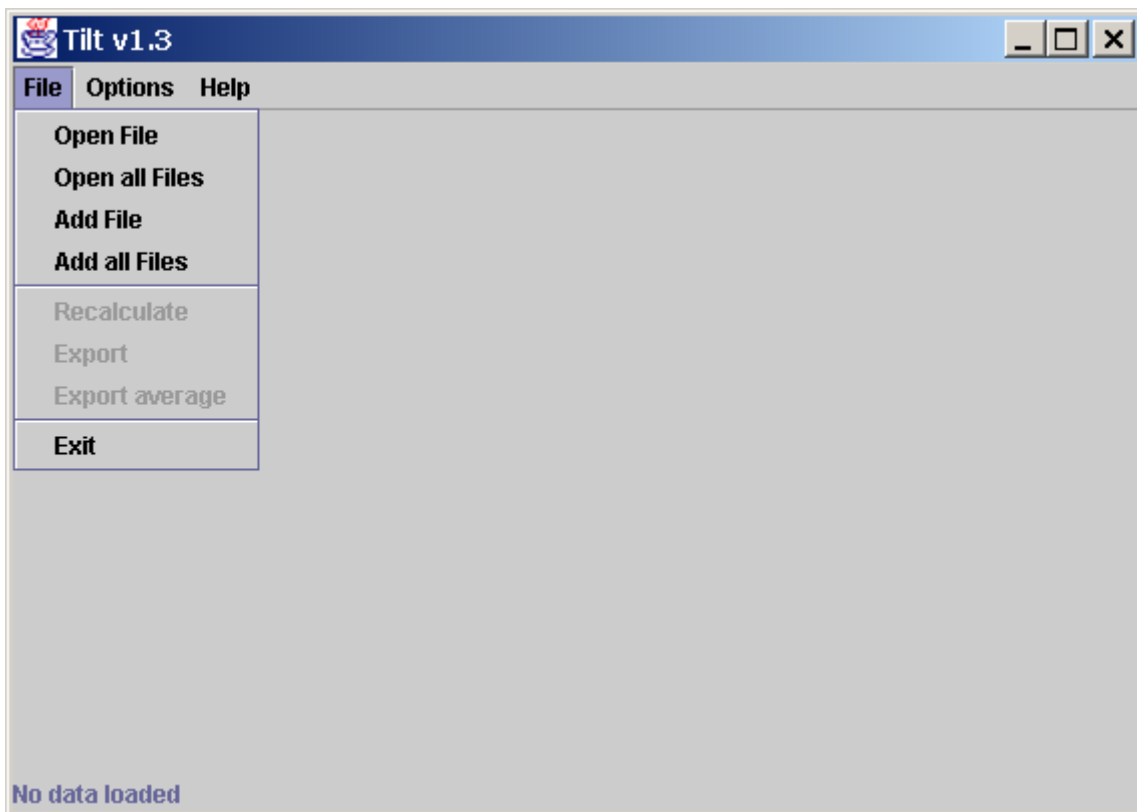 Tilt v1.3
File Options Help
Open File
Open all Files
Add File
Add all Files
Recalculate
Export
Export average
Exit
No data loaded